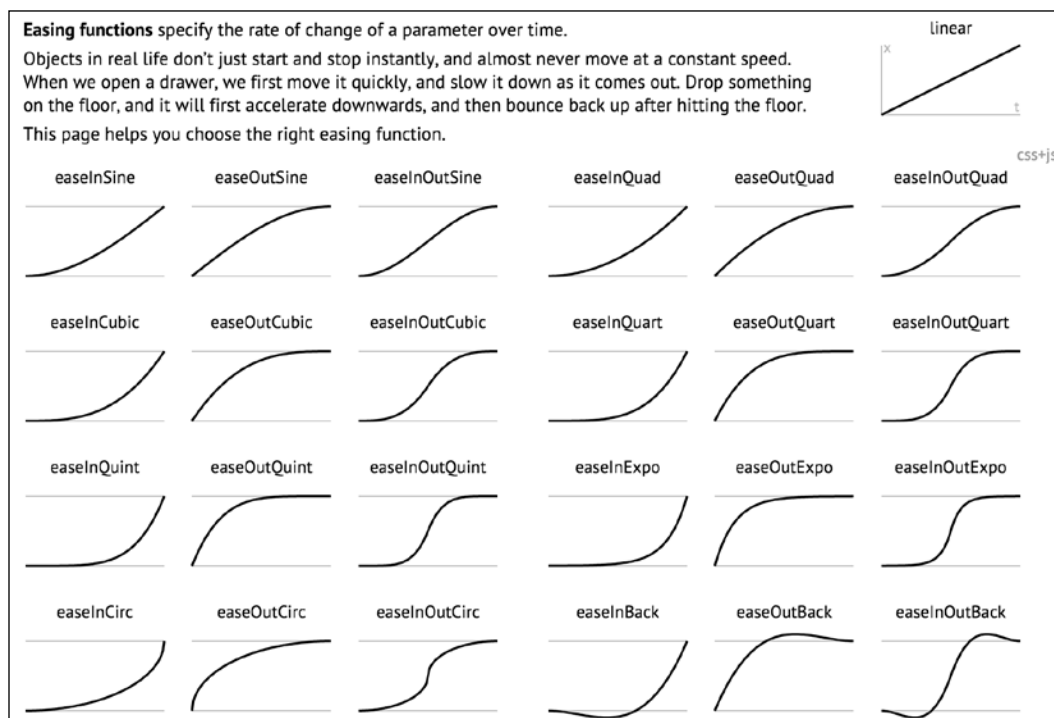 Easing functions specify the rate of change of a parameter over time.
Objects in real life don't just start and stop instantly, and almost never move at a constant speed.
When we open a drawer, we first move it quickly, and slow it down as it comes out. Drop something
on the floor, and it will first accelerate downwards, and then bounce back up after hitting the floor.
This page helps you choose the right easing function.
linear
x
t
css+js
easeInSine easeOutSine easeInOutSine easeInQuad easeOutQuad easeInOutQuad
easeInCubic easeOutCubic easeInOutCubic easeInQuart easeOutQuart easeInOutQuart
easeInQuint easeOutQuint easeInOutQuint easeInExpo easeOutExpo easeInOutExpo
easeInCirc easeOutCirc easeInOutCirc easeInBack easeOutBack easeInOutBack